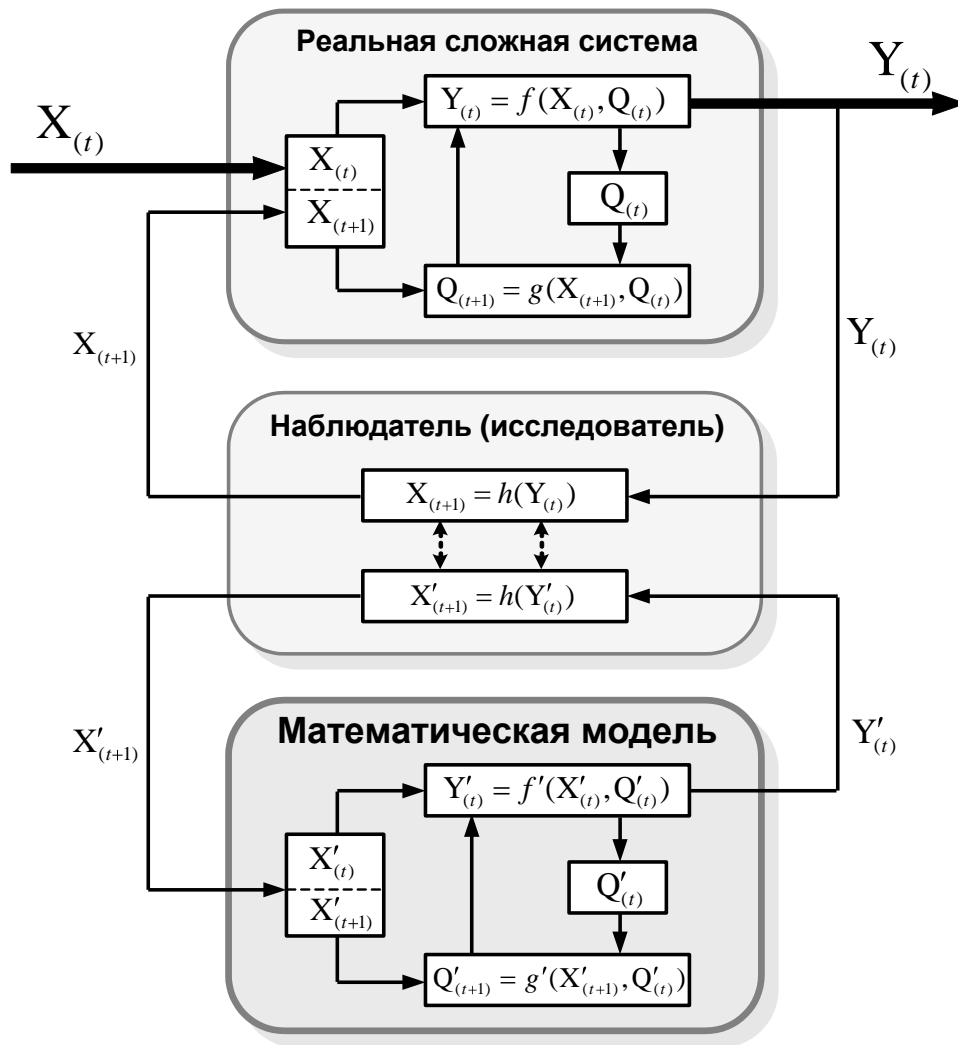 Реальная сложная система
Y(t)
X(t)
Y(t) = f(X(t), Q(t))
X(t)
X(t+1)
Q(t)
Q(t+1) = g(X(t+1), Q(t))
X(t+1)
Y(t)
Наблюдатель (исследователь)
X(t+1) = h(Y(t))
X′(t+1) = h(Y′(t))
X′(t+1)
Y′(t)
Математическая модель
Y′(t) = f′(X′(t), Q′(t))
X′(t)
X′(t+1)
Q′(t)
Q′(t+1) = g′(X′(t+1), Q′(t))